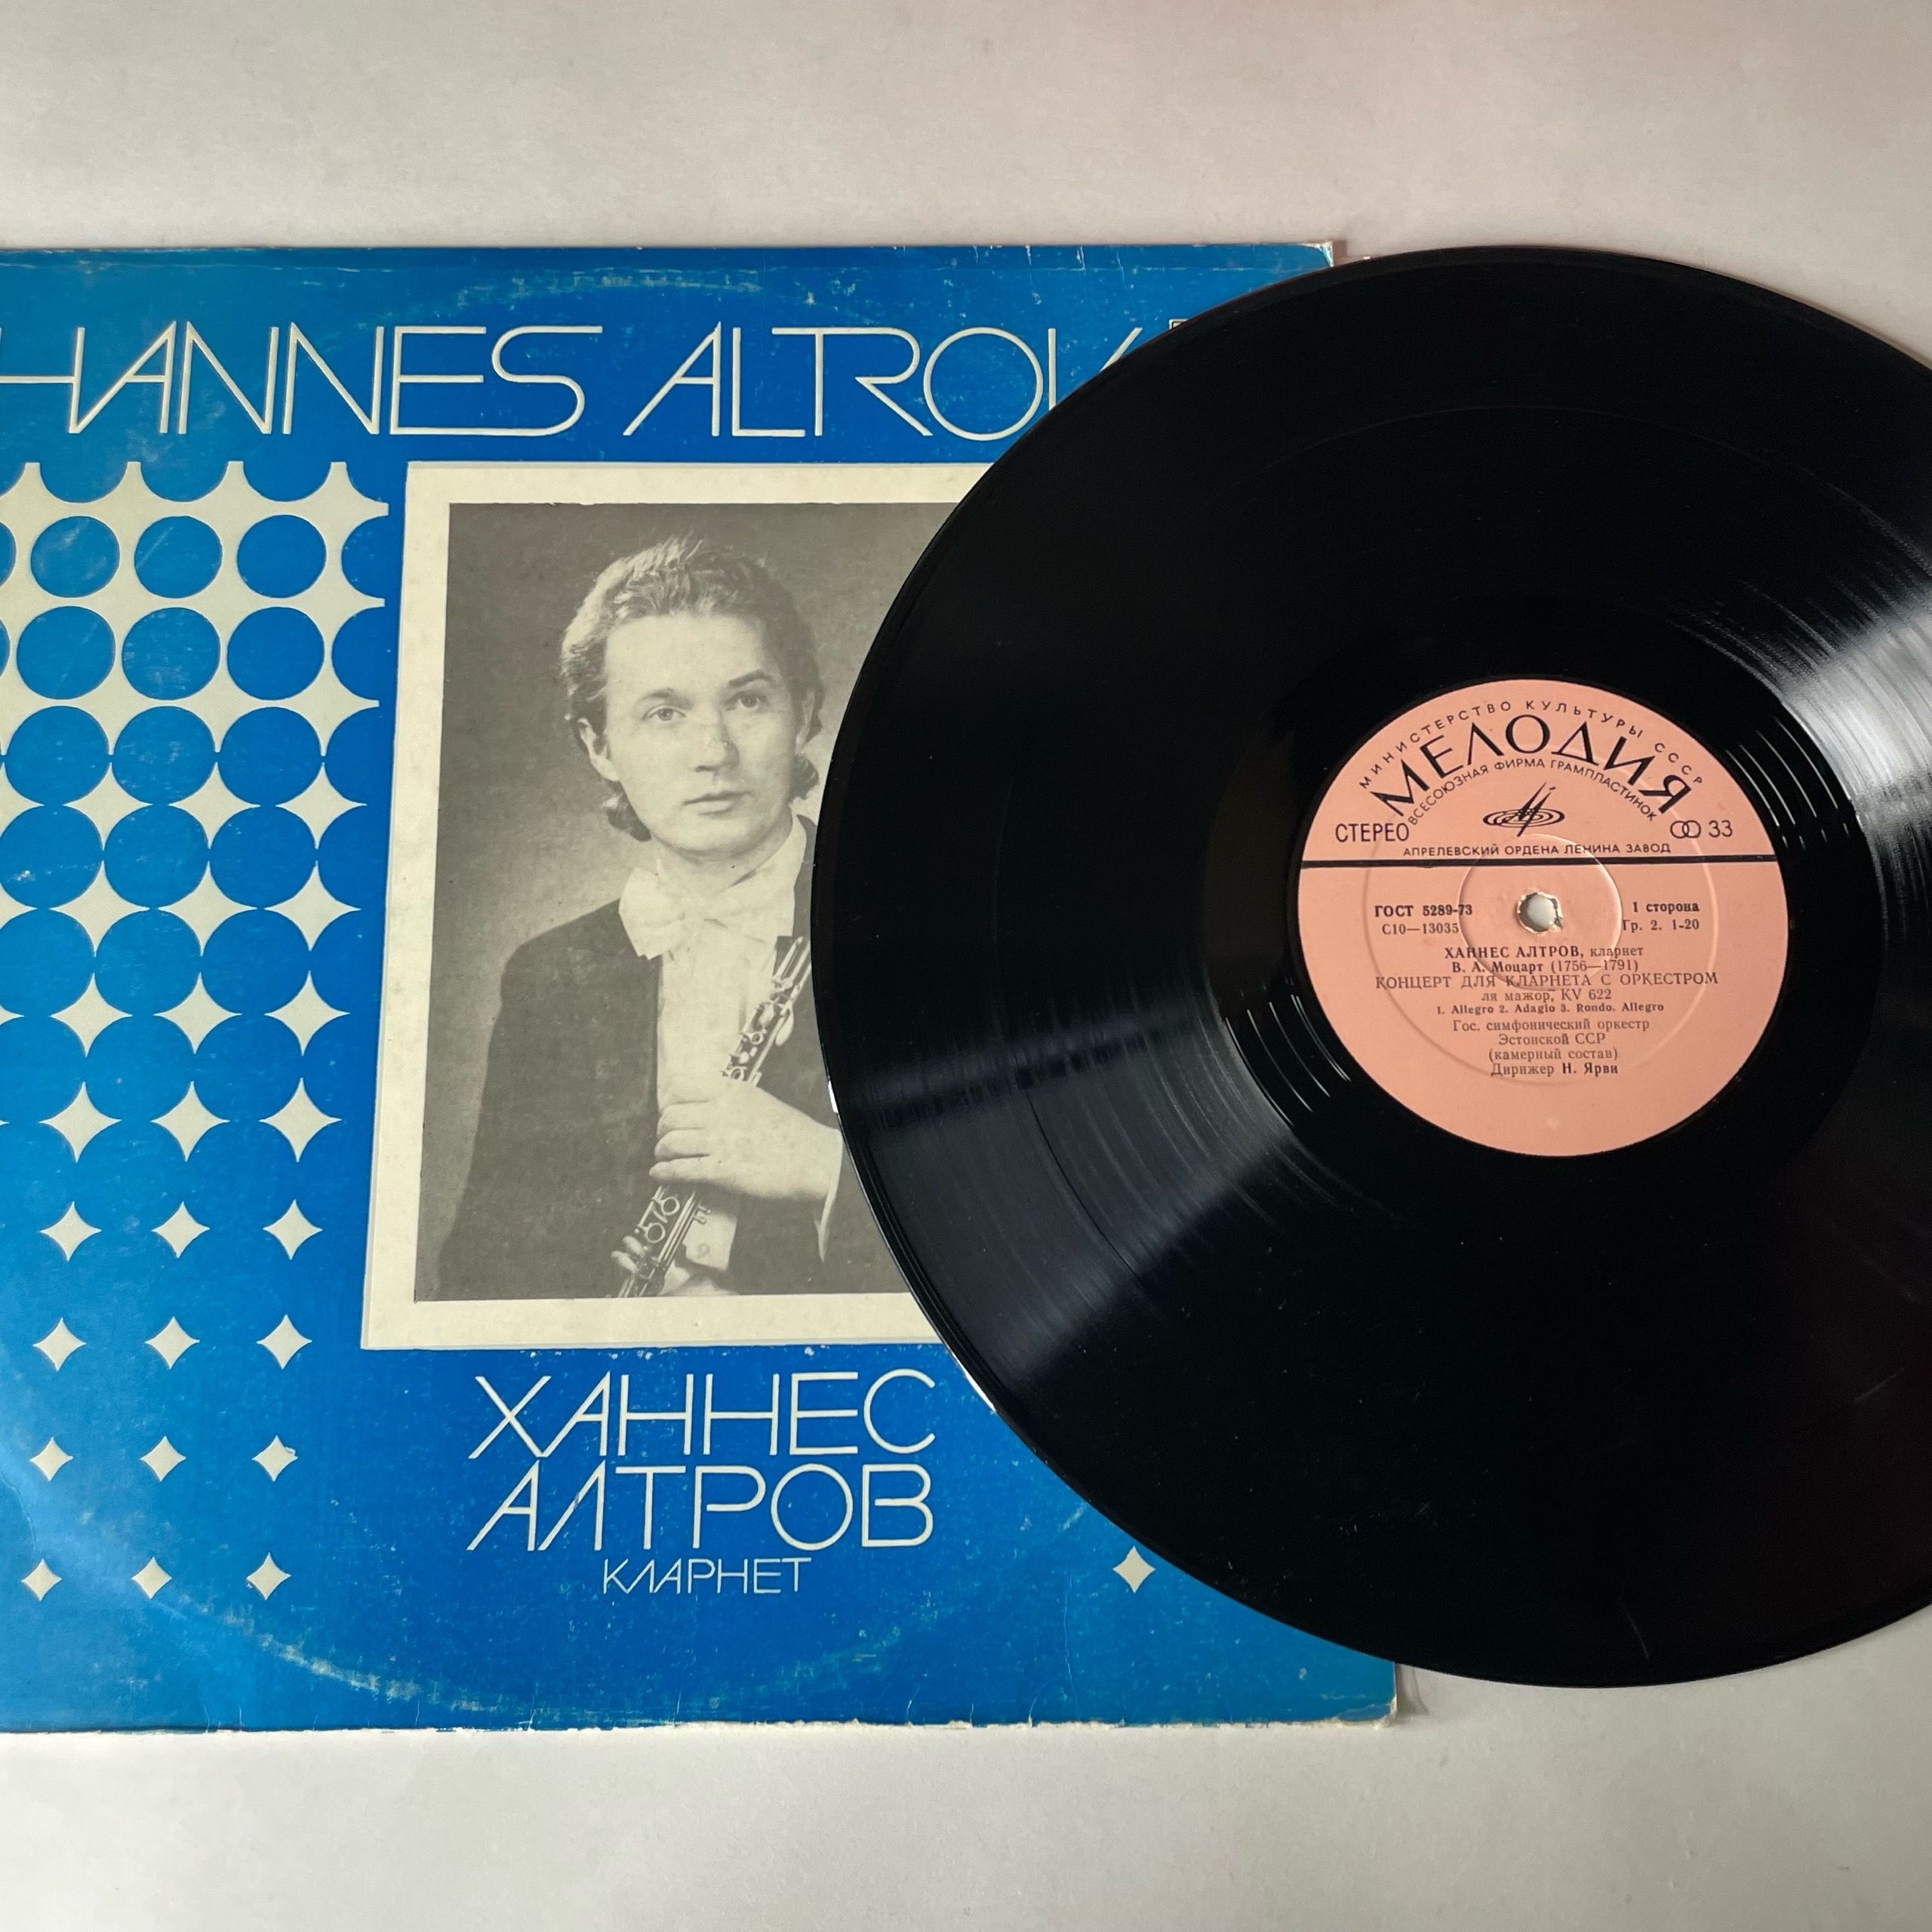 HANNES ALTROV
ХАННЕС
АЛТРОВ
КЛАРНЕТ
МИНИСТЕРСТВО КУЛЬТУРЫ СССР
МЕЛОДИЯ
ВСЕСОЮЗНАЯ ФИРМА ГРАМПЛАСТИНОК
СТЕРЕО
33
АПРЕЛЕВСКИЙ ОРДЕНА ЛЕНИНА ЗАВОД
ГОСТ 5289-73
1 сторона
С10—13035
Гр. 2. 1-20
ХАННЕС АЛТРОВ, кларнет
В. А. Моцарт (1756—1791)
КОНЦЕРТ ДЛЯ КЛАРНЕТА С ОРКЕСТРОМ
ля мажор, KV 622
1. Allegro 2. Adagio 3. Rondo. Allegro
Гос. симфонический оркестр
Эстонской ССР
(камерный состав)
Дирижер Н. Ярви